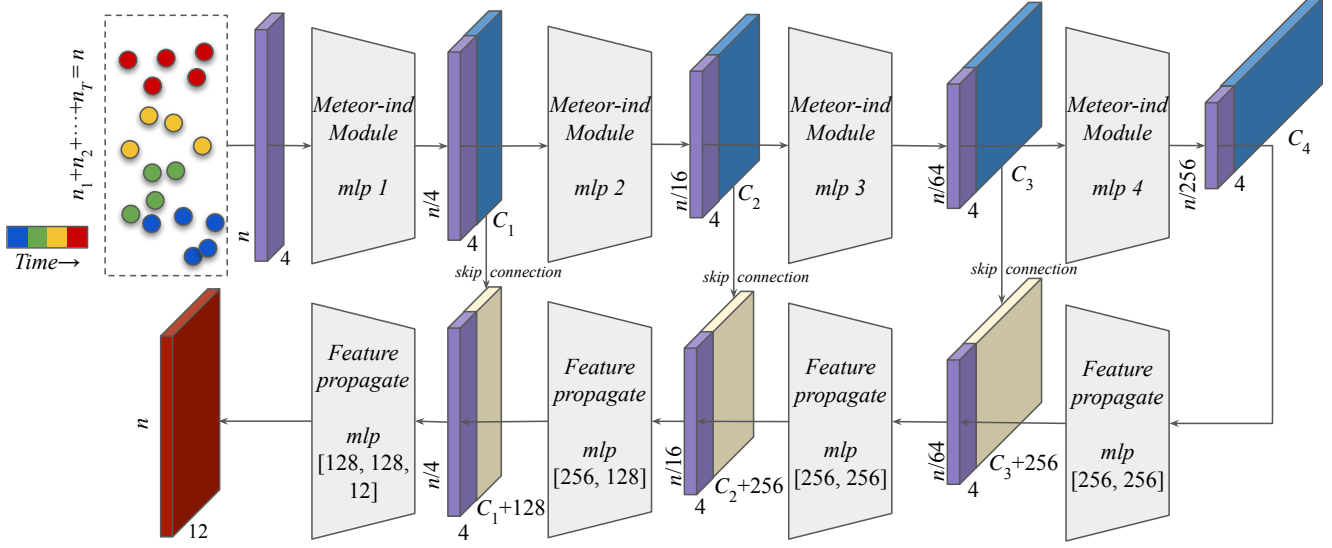 n₁+n₂+⋯+n_T = n
Time→
n
4
Meteor-ind
Module
mlp 1
n/4
4
C₁
Meteor-ind
Module
mlp 2
n/16
4
C₂
Meteor-ind
Module
mlp 3
n/64
4
C₃
Meteor-ind
Module
mlp 4
n/256
4
C₄
skip connection
skip connection
skip connection
n
12
Feature
propagate
mlp
[128, 128,
12]
n/4
4
C₁+128
Feature
propagate
mlp
[256, 128]
n/16
4
C₂+256
Feature
propagate
mlp
[256, 256]
n/64
4
C₃+256
Feature
propagate
mlp
[256, 256]